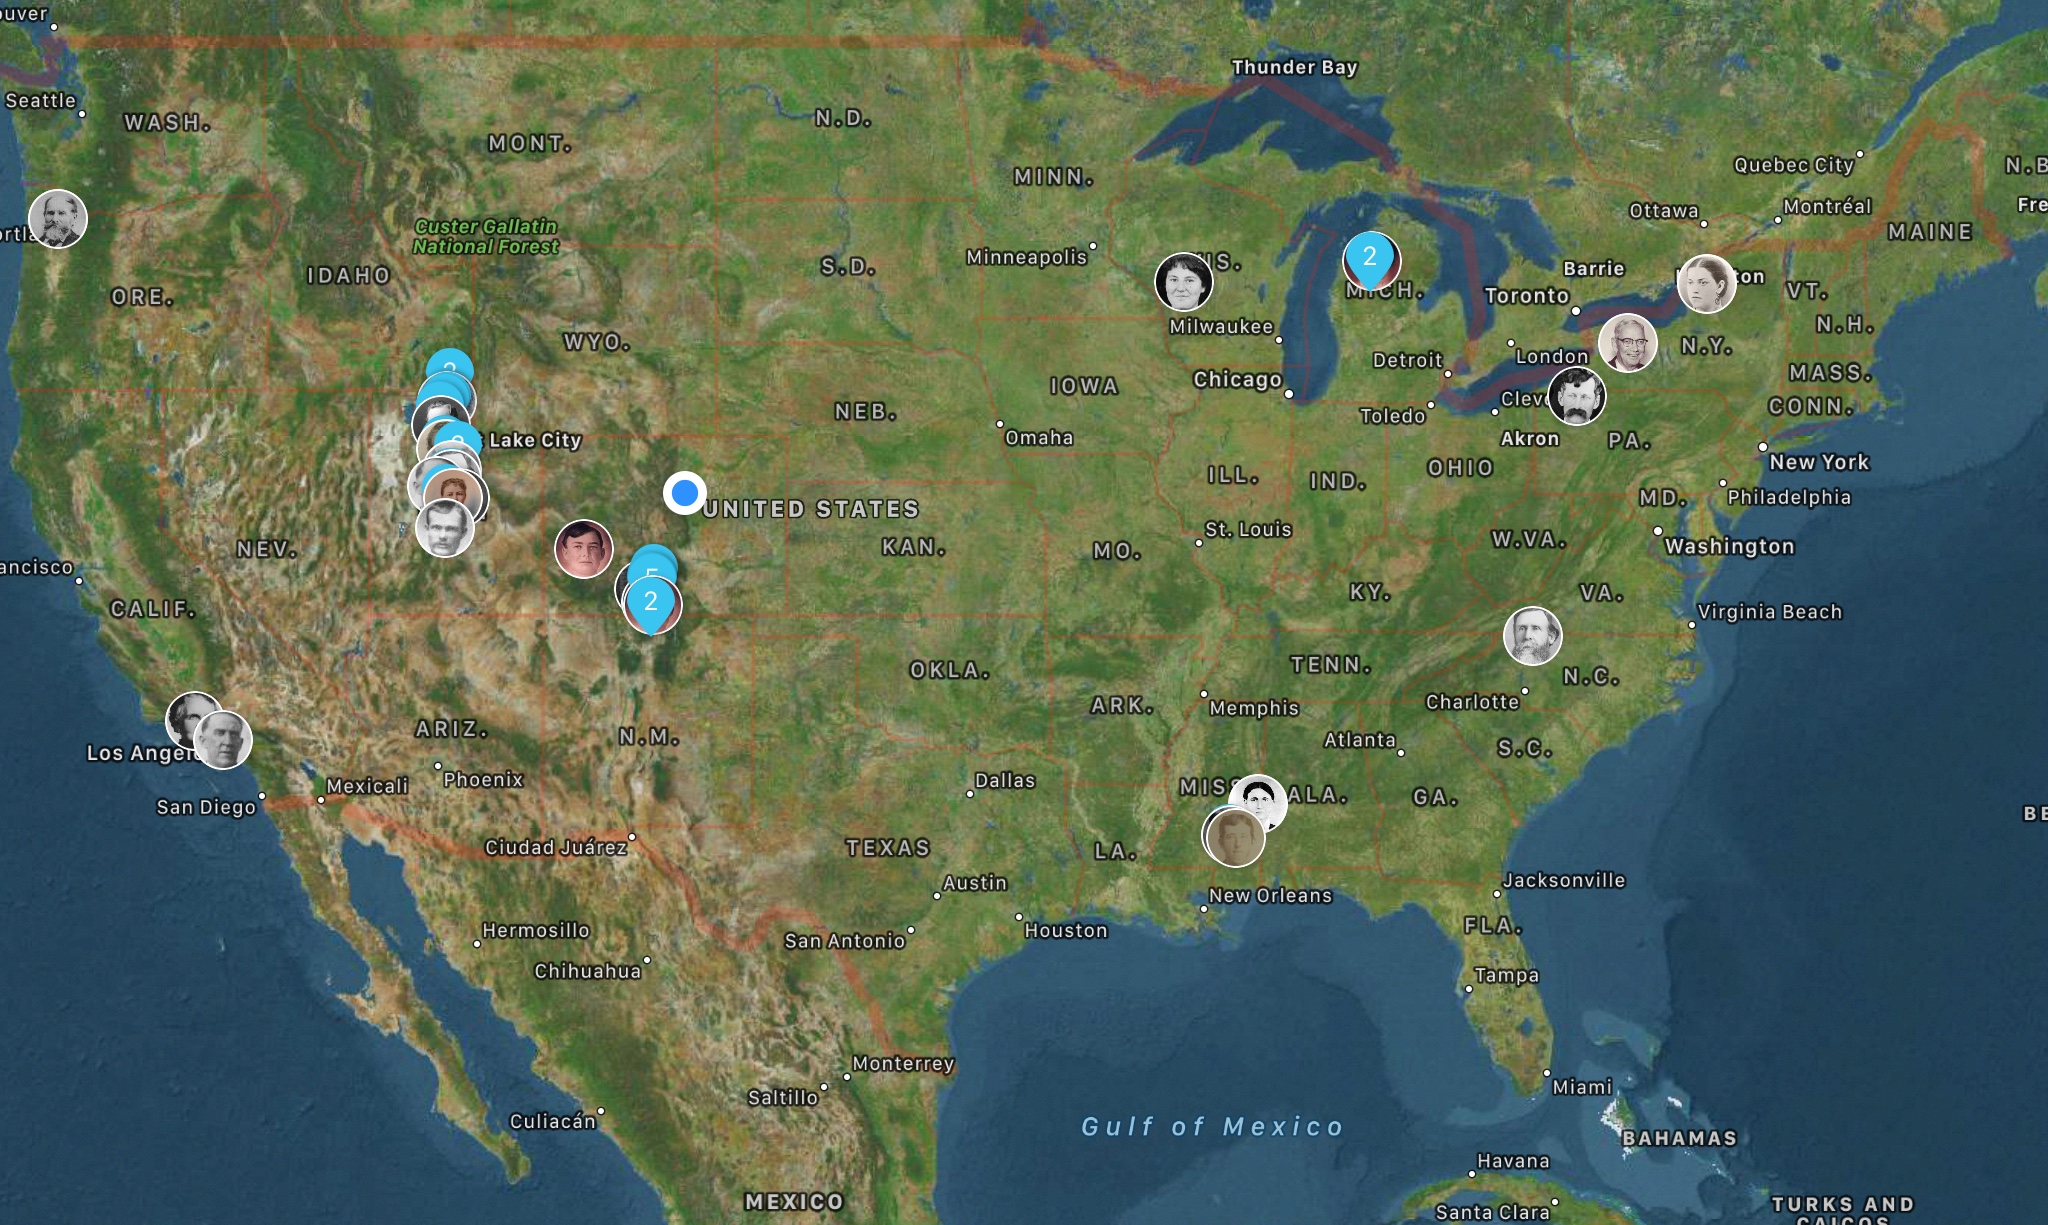 ouver
Thunder Bay
Seattle
WASH.
MONT.
N.D.
MINN.
Quebec City
N.B
Ottawa
Montréal
Fre
MAINE
Custer Gallatin
National Forest
Minneapolis
2
IDAHO
S.D.
IS.
Barrie
ton
ORE.
MICH.
Toronto
VT.
N.H.
Milwaukee
WYO.
London
N.Y.
Detroit
MASS.
Chicago
IOWA
Cleve
CONN.
NEB.
Toledo
Omaha
Akron
PA.
Lake City
New York
ILL.
IND.
OHIO
MD.
Philadelphia
UNITED STATES
St. Louis
W.VA.
Washington
NEV.
KAN.
MO.
ancisco
5
KY.
VA.
2
CALIF.
Virginia Beach
TENN.
OKLA.
N.C.
ARK.
Memphis
Charlotte
ARIZ.
N.M.
Atlanta
S.C.
Los Angel
Phoenix
Dallas
Mexicali
MISS
ALA.
GA.
San Diego
BE
Ciudad Juárez
TEXAS
LA.
Austin
Jacksonville
New Orleans
Hermosillo
San Antonio
Houston
FLA.
Chihuahua
Tampa
Monterrey
Saltillo
Miami
Culiacán
Gulf of Mexico
BAHAMAS
Havana
MEXICO
TURKS AND
CAICOS
Santa Clara